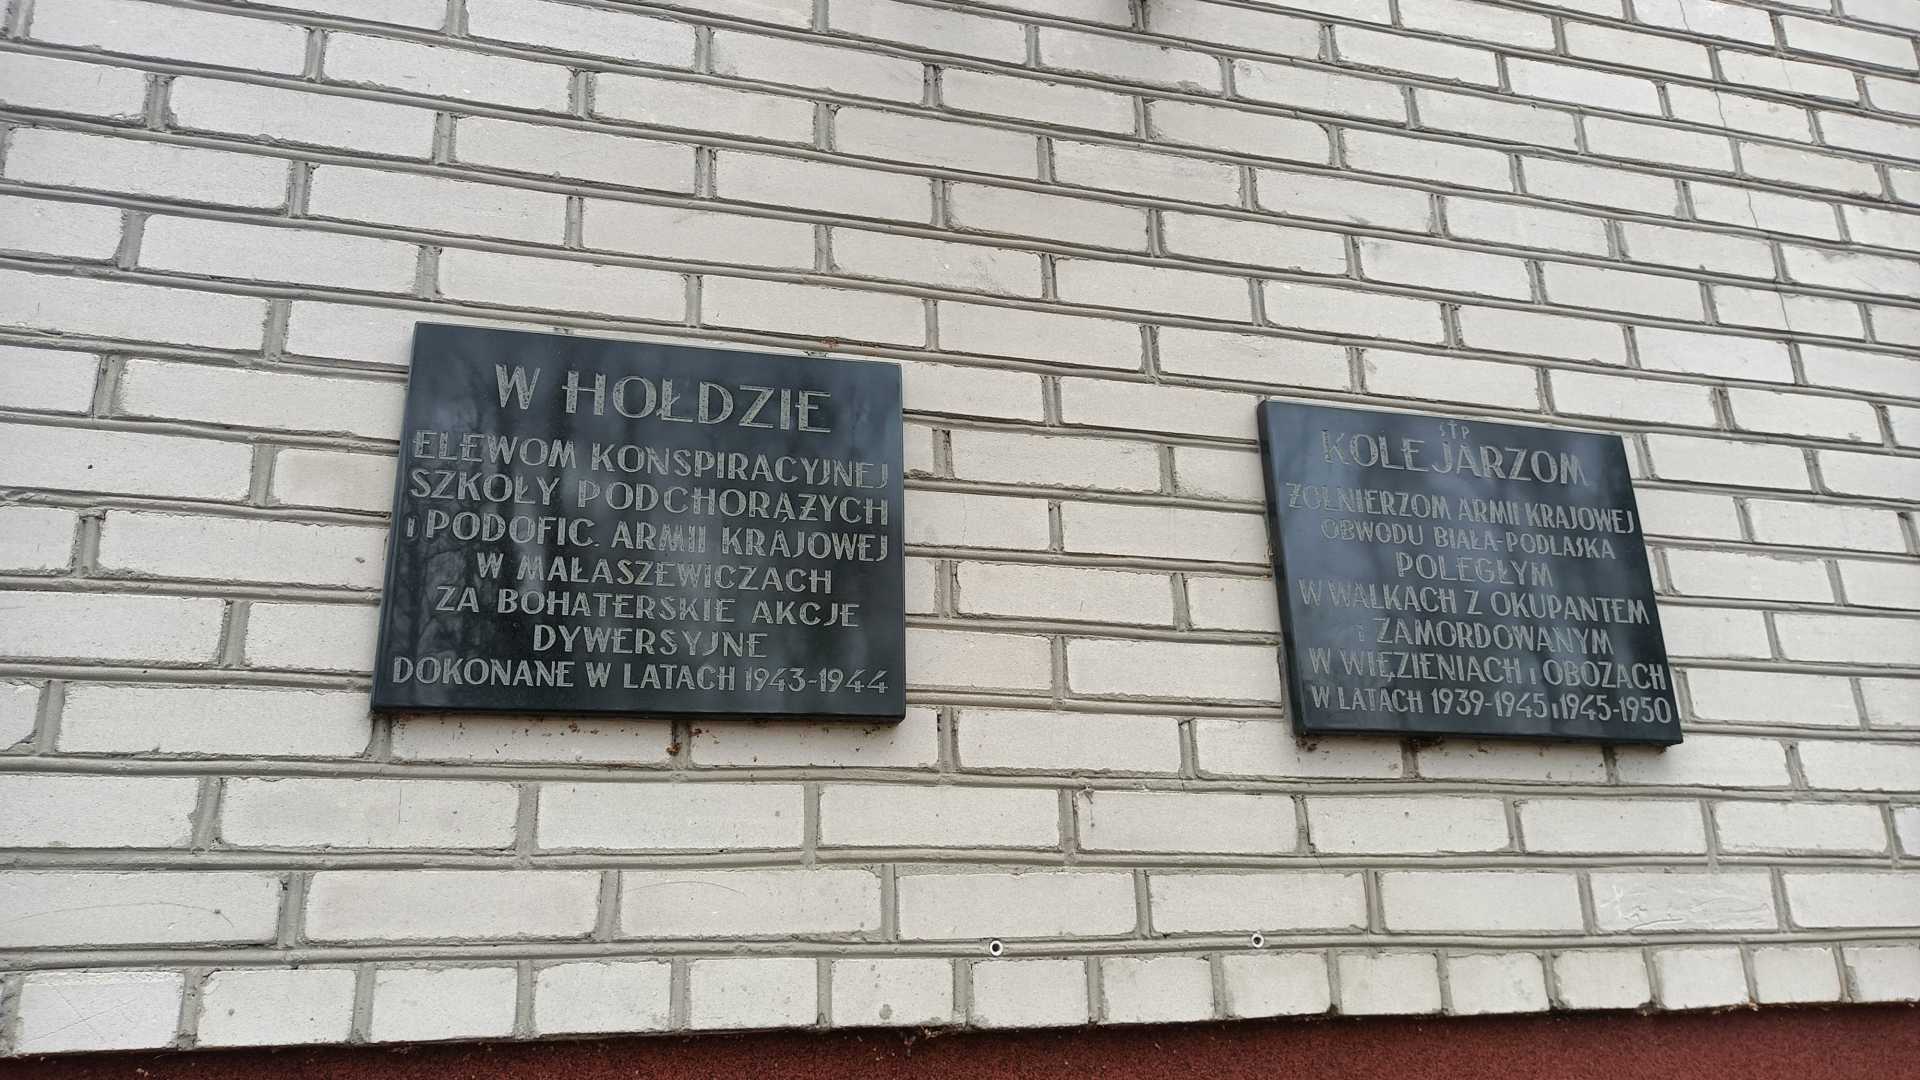 W HOŁDZIE
ELEWOM KONSPIRACYJNEJ
SZKOŁY PODCHORĄŻYCH
i PODOFIC. ARMII KRAJOWEJ
W MAŁASZEWICZACH
ZA BOHATERSKIE AKCJE
DYWERSYJNE
DOKONANE W LATACH 1943-1944
ŚTP
KOLEJARZOM
ŻOŁNIERZOM ARMII KRAJOWEJ
OBWODU BIAŁA-PODLASKA
POLEGŁYM
W WALKACH Z OKUPANTEM
i ZAMORDOWANYM
W WIĘZIENIACH i OBOZACH
W LATACH 1939-1945 i 1945-1950